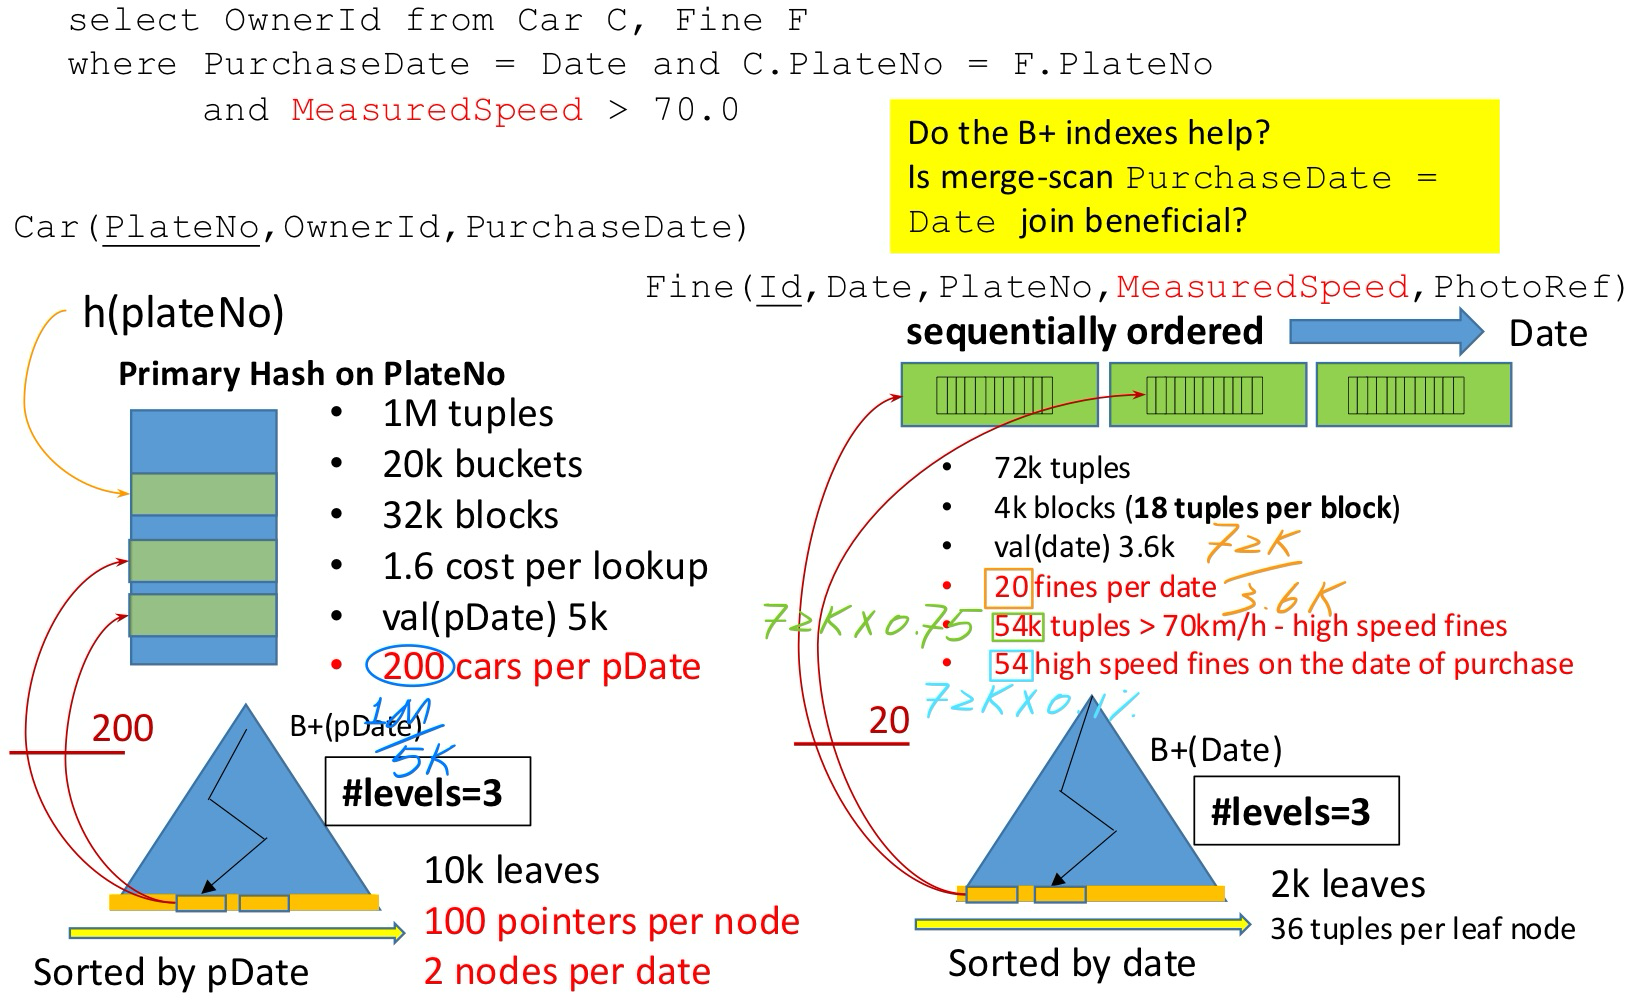 select OwnerId from Car C, Fine F
where PurchaseDate = Date and C.PlateNo = F.PlateNo
and MeasuredSpeed > 70.0
Do the B+ indexes help?
Is merge-scan PurchaseDate =
Date join beneficial?
Car(PlateNo,OwnerId,PurchaseDate)
Fine(Id,Date,PlateNo,MeasuredSpeed,PhotoRef)
h(plateNo)
Primary Hash on PlateNo
• 1M tuples
• 20k buckets
• 32k blocks
• 1.6 cost per lookup
• val(pDate) 5k
• 200 cars per pDate
1M
5K
200
B+(pDate)
#levels=3
10k leaves
100 pointers per node
2 nodes per date
Sorted by pDate
sequentially ordered
Date
• 72k tuples
• 4k blocks (18 tuples per block)
• val(date) 3.6k
72K
3.6K
• 20 fines per date
72K X 0.75
• 54k tuples > 70km/h - high speed fines
• 54 high speed fines on the date of purchase
72K X 0.1%
20
B+(Date)
#levels=3
2k leaves
36 tuples per leaf node
Sorted by date